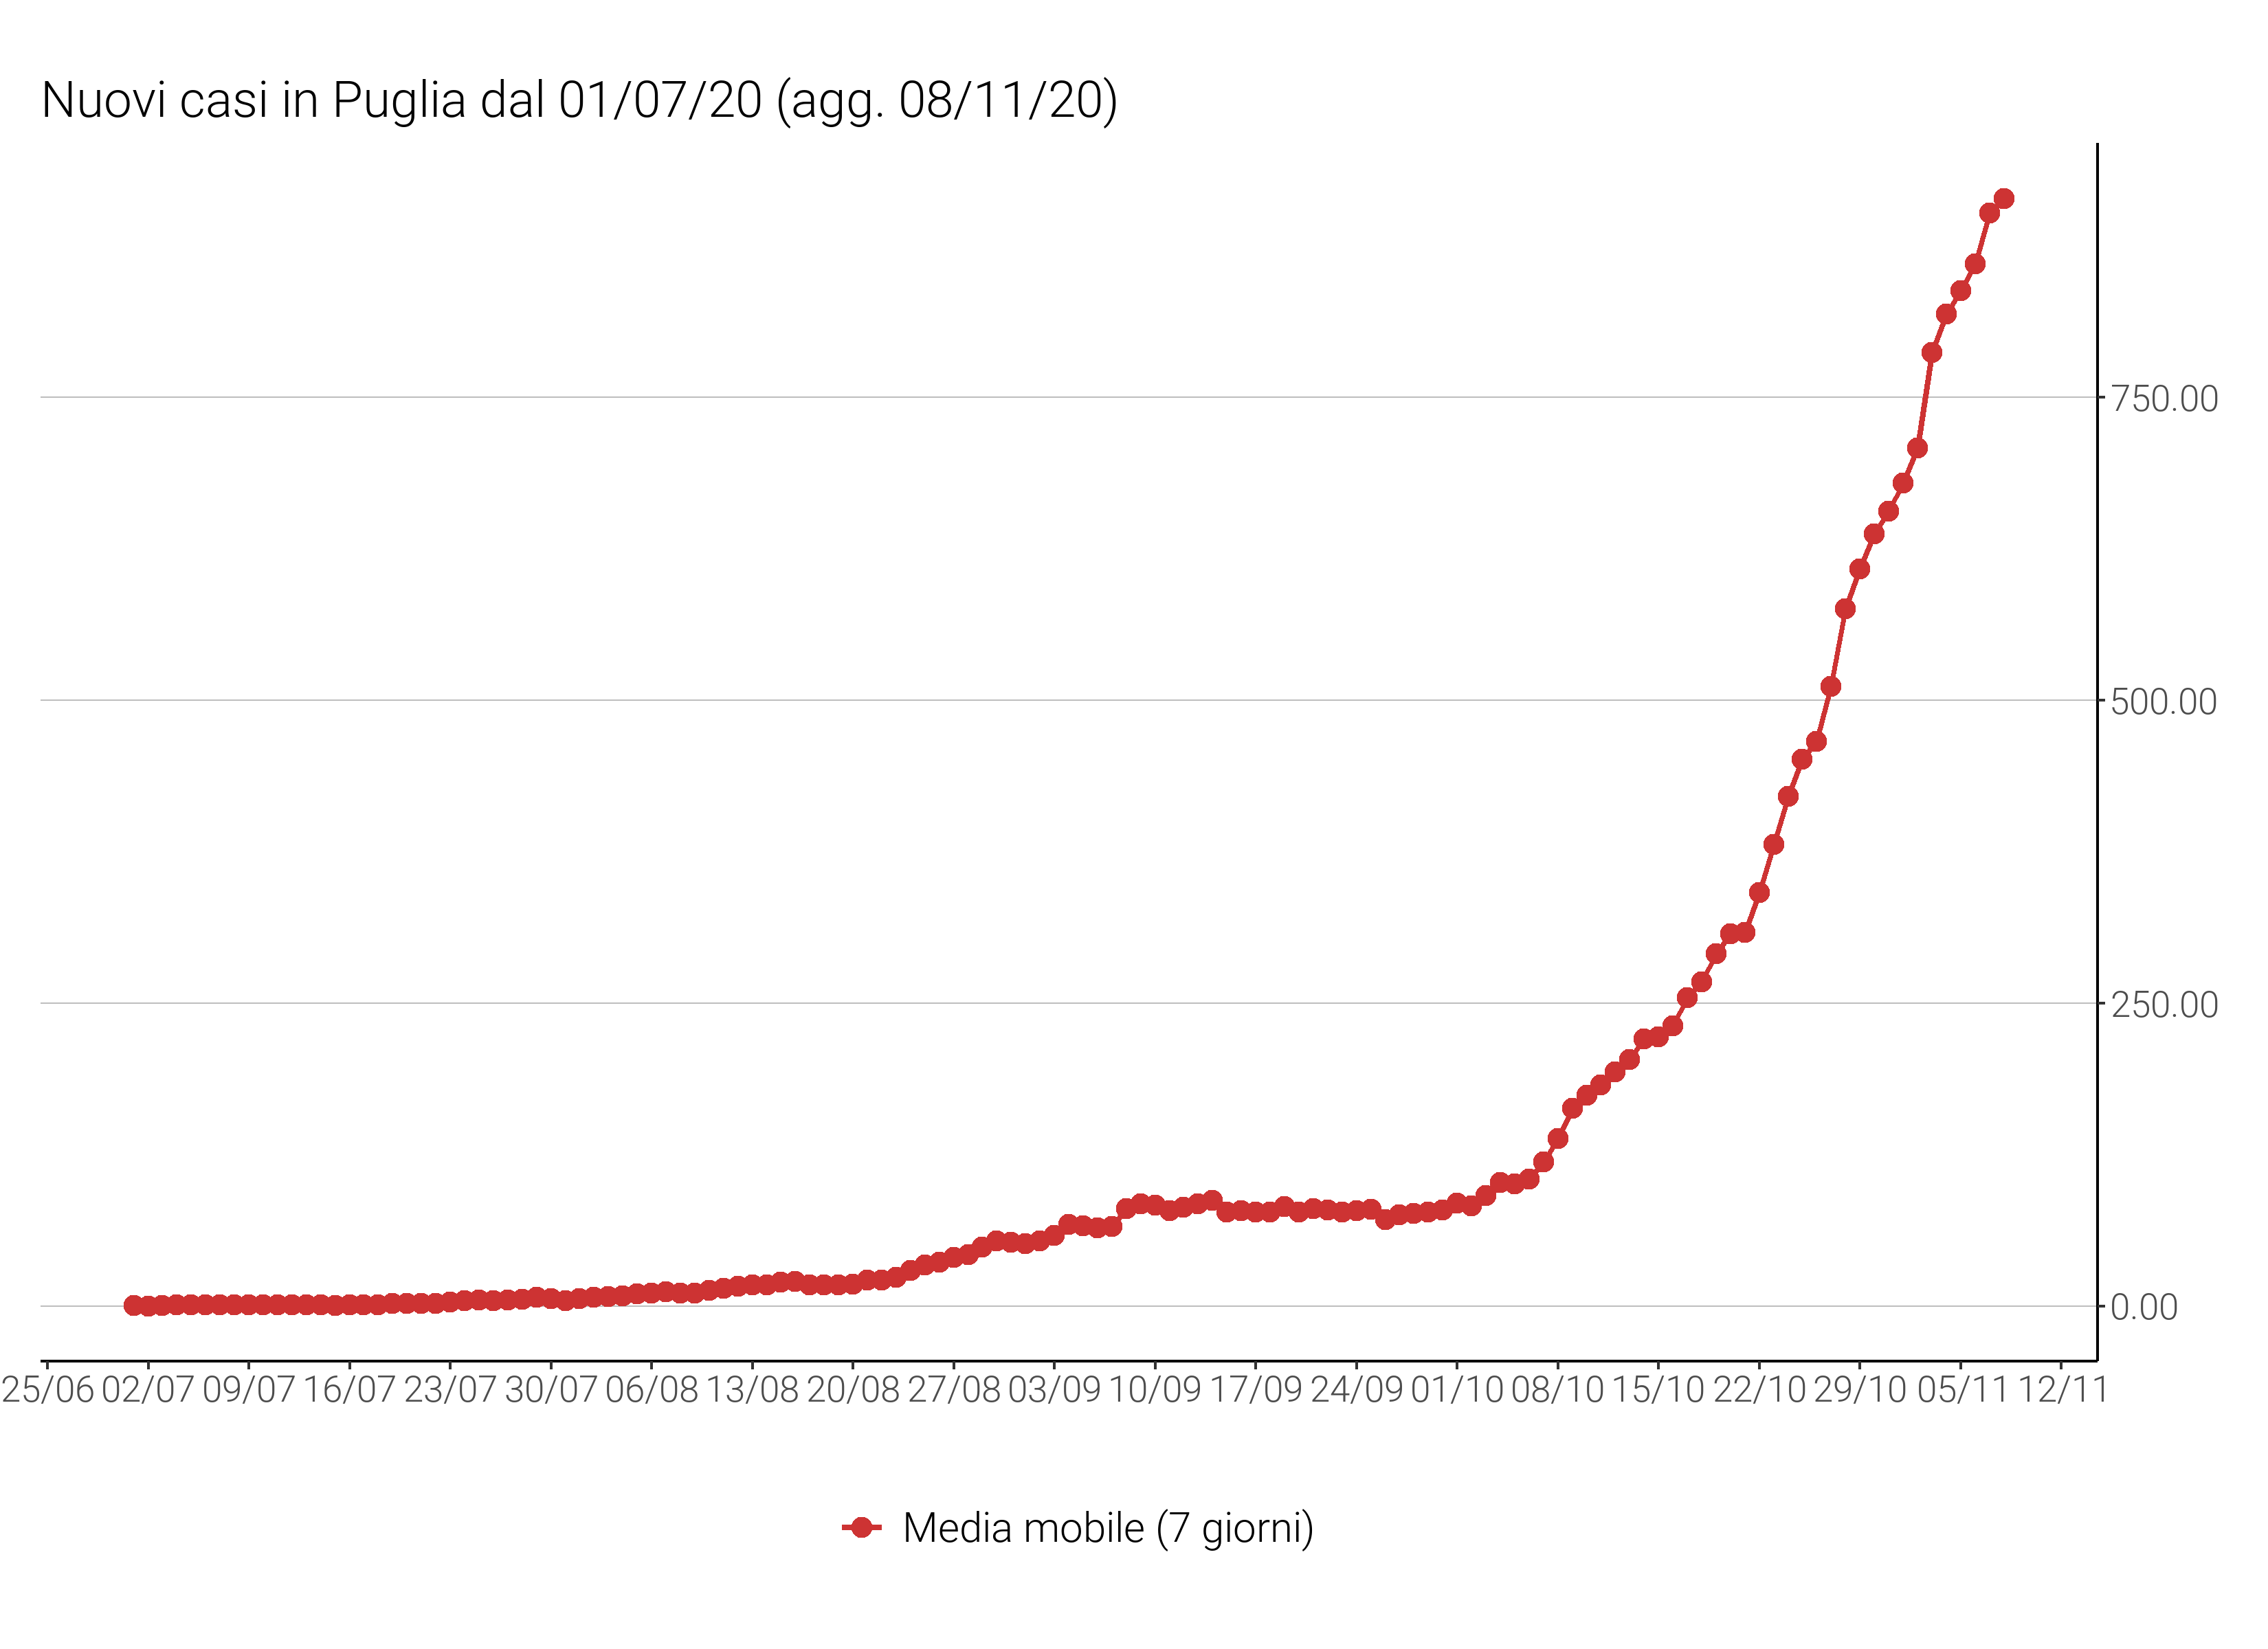 Nuovi casi in Puglia dal 01/07/20 (agg. 08/11/20)
750.00
500.00
250.00
0.00
25/06 02/07 09/07 16/07 23/07 30/07 06/08 13/08 20/08 27/08 03/09 10/09 17/09 24/09 01/10 08/10 15/10 22/10 29/10 05/11 12/11
Media mobile (7 giorni)